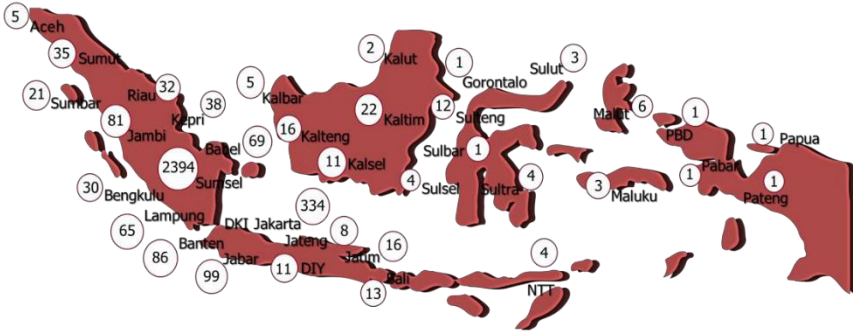 5
Aceh
35
Sumut
21
Sumbar
Riau
32
38
Kepri
81
Jambi
Babel
69
2394
Sumsel
30
Bengkulu
Lampung
65
Banten
86
DKI Jakarta
334
Jabar
99
Jateng
8
11
DIY
Jatim
16
Bali
13
4
NTT
5
Kalbar
2
Kalut
16
Kalteng
22
Kaltim
11
Kalsel
1
Gorontalo
Sulut
3
12
Sulteng
Sulbar
1
4
Sulsel
Sultra
4
Malut
6
3
Maluku
1
PBD
1
Papua
Pabar
1
1
Pateng